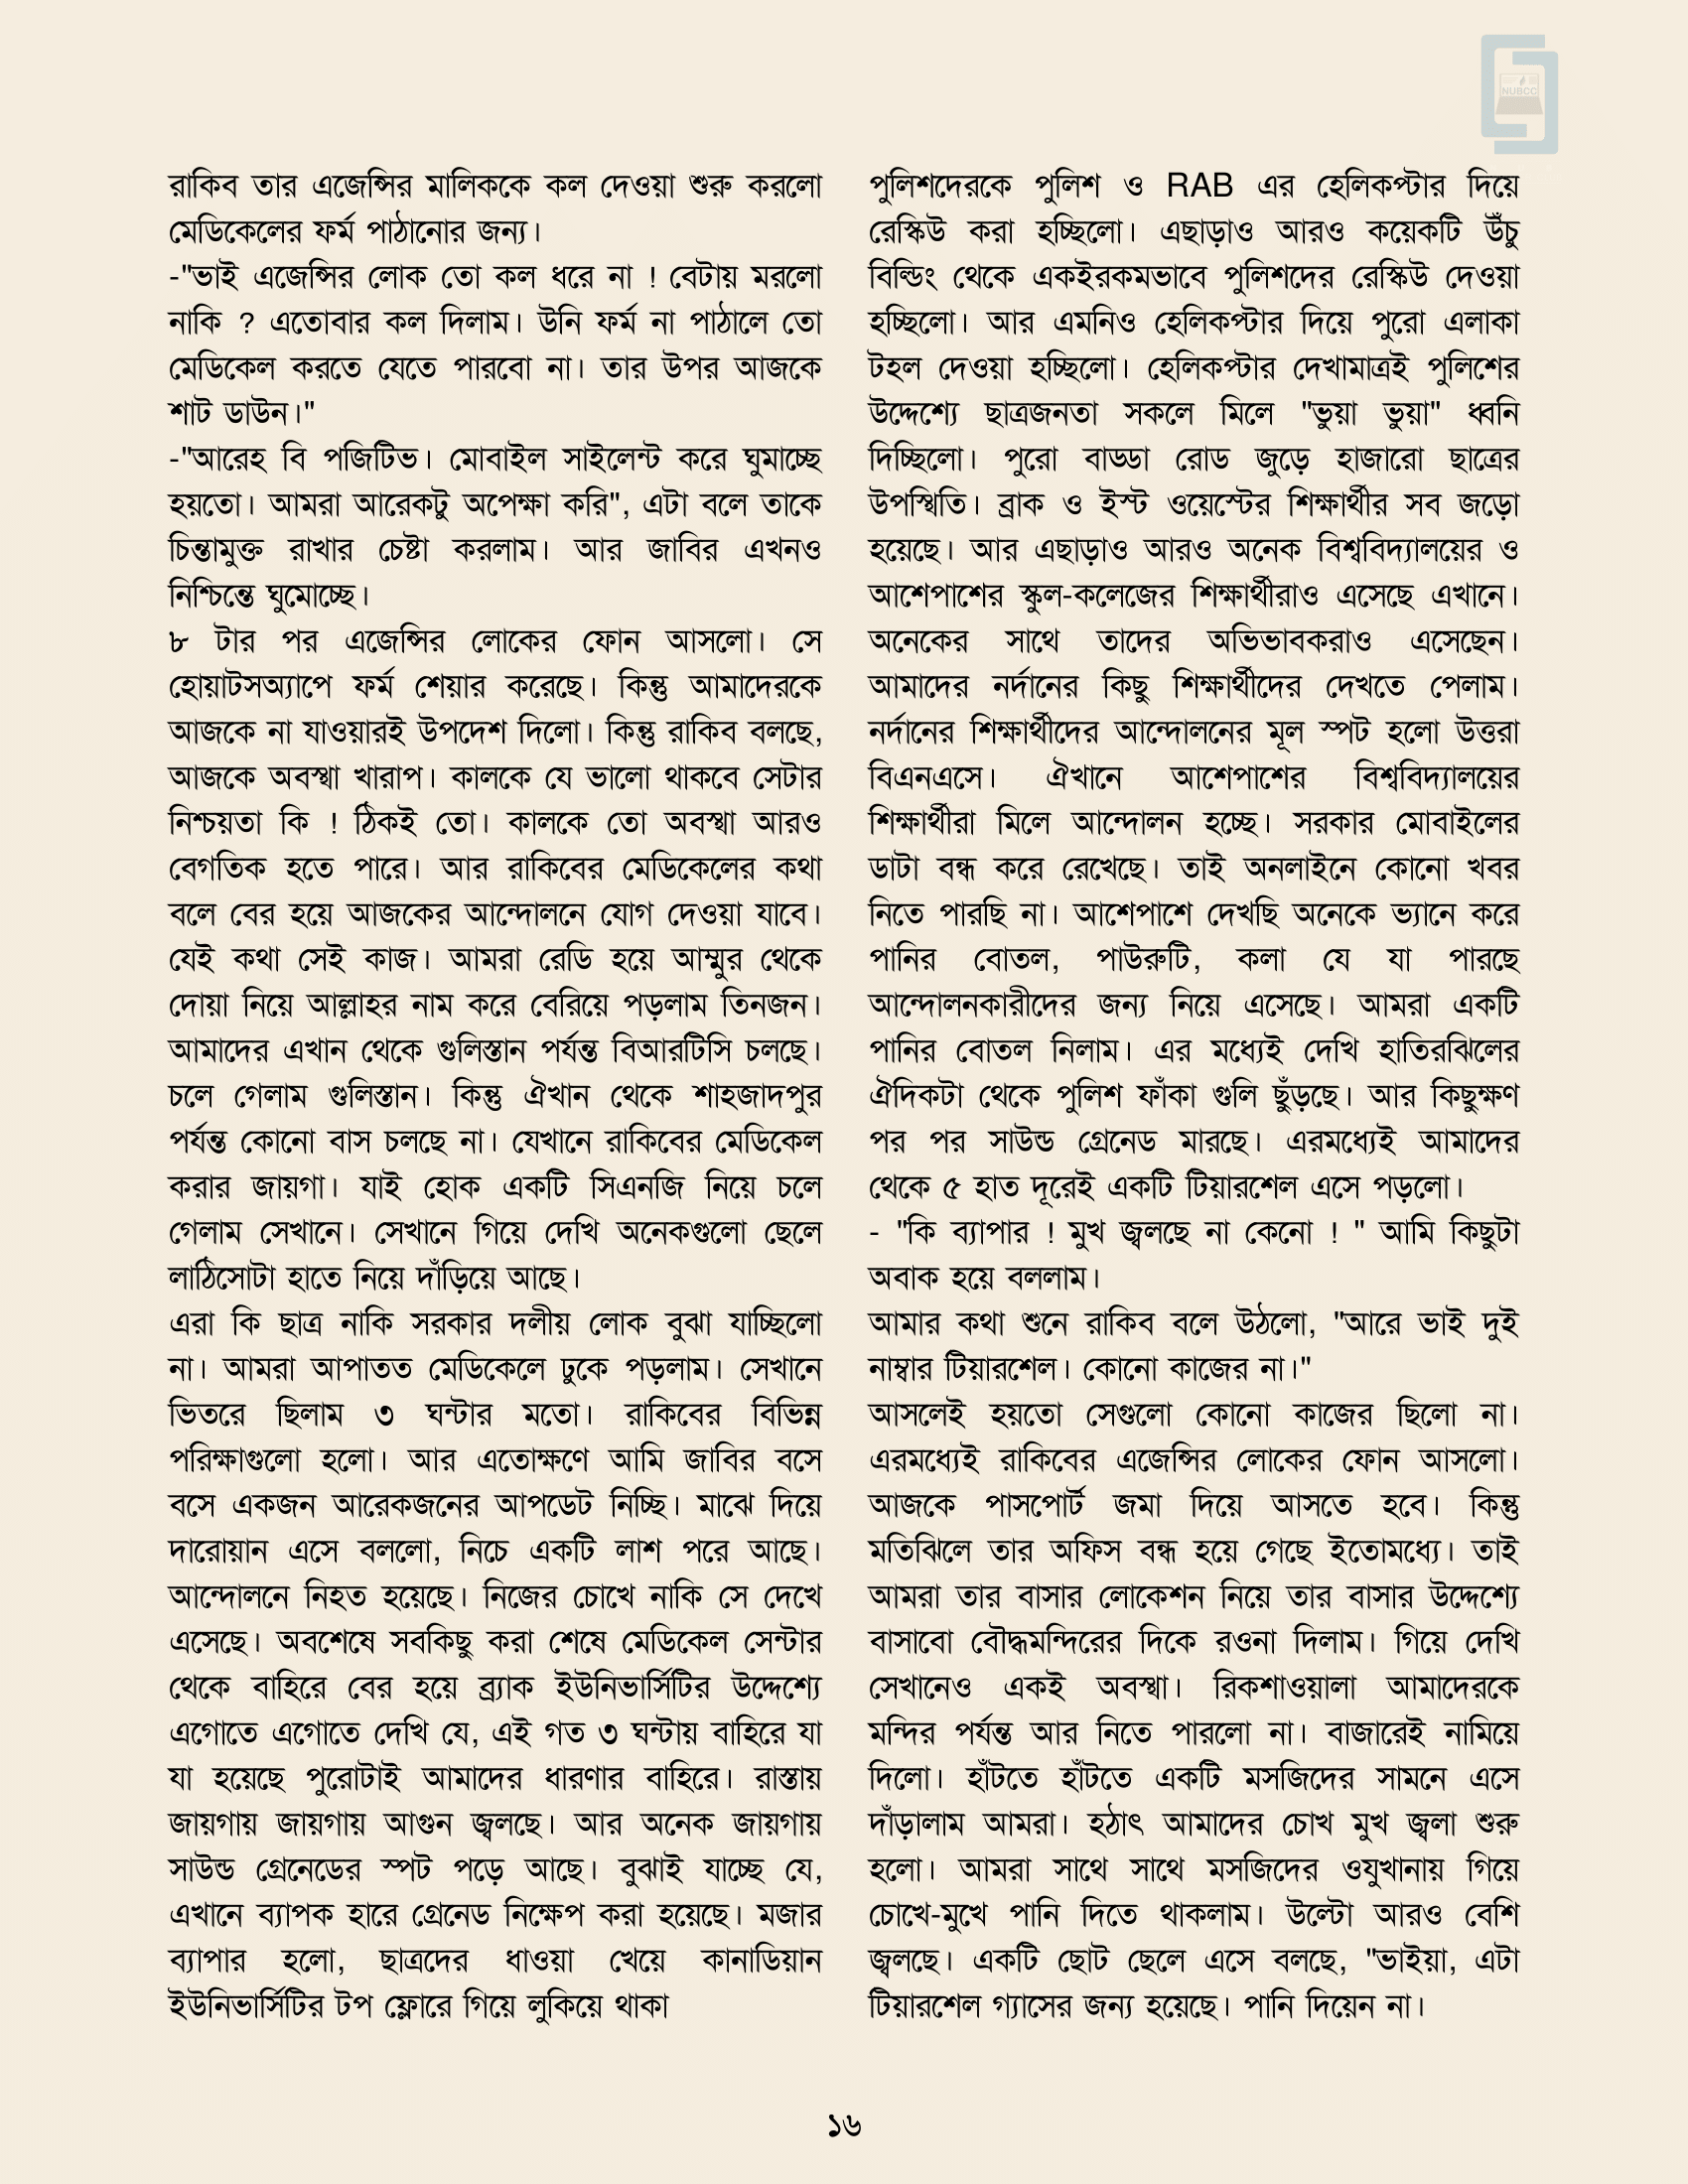 NUBCC
রাকিব তার এজেন্সির মালিককে কল দেওয়া শুরু করলো
মেডিকেলের ফর্ম পাঠানোর জন্য।
-"ভাই এজেন্সির লোক তো কল ধরে না ! বেটায় মরলো
নাকি ? এতোবার কল দিলাম। উনি ফর্ম না পাঠালে তো
মেডিকেল করতে যেতে পারবো না। তার উপর আজকে
শাট ডাউন।"
-"আরেহ বি পজিটিভ। মোবাইল সাইলেন্ট করে ঘুমাচ্ছে
হয়তো। আমরা আরেকটু অপেক্ষা করি", এটা বলে তাকে
চিন্তামুক্ত রাখার চেষ্টা করলাম। আর জাবির এখনও
নিশ্চিন্তে ঘুমোচ্ছে।
৮ টার পর এজেন্সির লোকের ফোন আসলো। সে
হোয়াটসঅ্যাপে ফর্ম শেয়ার করেছে। কিন্তু আমাদেরকে
আজকে না যাওয়ারই উপদেশ দিলো। কিন্তু রাকিব বলছে,
আজকে অবস্থা খারাপ। কালকে যে ভালো থাকবে সেটার
নিশ্চয়তা কি ! ঠিকই তো। কালকে তো অবস্থা আরও
বেগতিক হতে পারে। আর রাকিবের মেডিকেলের কথা
বলে বের হয়ে আজকের আন্দোলনে যোগ দেওয়া যাবে।
যেই কথা সেই কাজ। আমরা রেডি হয়ে আম্মুর থেকে
দোয়া নিয়ে আল্লাহর নাম করে বেরিয়ে পড়লাম তিনজন।
আমাদের এখান থেকে গুলিস্তান পর্যন্ত বিআরটিসি চলছে।
চলে গেলাম গুলিস্তান। কিন্তু ঐখান থেকে শাহজাদপুর
পর্যন্ত কোনো বাস চলছে না। যেখানে রাকিবের মেডিকেল
করার জায়গা। যাই হোক একটি সিএনজি নিয়ে চলে
গেলাম সেখানে। সেখানে গিয়ে দেখি অনেকগুলো ছেলে
লাঠিসোটা হাতে নিয়ে দাঁড়িয়ে আছে।
এরা কি ছাত্র নাকি সরকার দলীয় লোক বুঝা যাচ্ছিলো
না। আমরা আপাতত মেডিকেলে ঢুকে পড়লাম। সেখানে
ভিতরে ছিলাম ৩ ঘন্টার মতো। রাকিবের বিভিন্ন
পরিক্ষাগুলো হলো। আর এতোক্ষণে আমি জাবির বসে
বসে একজন আরেকজনের আপডেট নিচ্ছি। মাঝে দিয়ে
দারোয়ান এসে বললো, নিচে একটি লাশ পরে আছে।
আন্দোলনে নিহত হয়েছে। নিজের চোখে নাকি সে দেখে
এসেছে। অবশেষে সবকিছু করা শেষে মেডিকেল সেন্টার
থেকে বাহিরে বের হয়ে ব্র্যাক ইউনিভার্সিটির উদ্দেশ্যে
এগোতে এগোতে দেখি যে, এই গত ৩ ঘন্টায় বাহিরে যা
যা হয়েছে পুরোটাই আমাদের ধারণার বাহিরে। রাস্তায়
জায়গায় জায়গায় আগুন জ্বলছে। আর অনেক জায়গায়
সাউন্ড গ্রেনেডের স্পট পড়ে আছে। বুঝাই যাচ্ছে যে,
এখানে ব্যাপক হারে গ্রেনেড নিক্ষেপ করা হয়েছে। মজার
ব্যাপার হলো, ছাত্রদের ধাওয়া খেয়ে কানাডিয়ান
ইউনিভার্সিটির টপ ফ্লোরে গিয়ে লুকিয়ে থাকা
পুলিশদেরকে পুলিশ ও RAB এর হেলিকপ্টার দিয়ে
রেস্কিউ করা হচ্ছিলো। এছাড়াও আরও কয়েকটি উঁচু
বিল্ডিং থেকে একইরকমভাবে পুলিশদের রেস্কিউ দেওয়া
হচ্ছিলো। আর এমনিও হেলিকপ্টার দিয়ে পুরো এলাকা
টহল দেওয়া হচ্ছিলো। হেলিকপ্টার দেখামাত্রই পুলিশের
উদ্দেশ্যে ছাত্রজনতা সকলে মিলে "ভুয়া ভুয়া" ধ্বনি
দিচ্ছিলো। পুরো বাড্ডা রোড জুড়ে হাজারো ছাত্রের
উপস্থিতি। ব্রাক ও ইস্ট ওয়েস্টের শিক্ষার্থীর সব জড়ো
হয়েছে। আর এছাড়াও আরও অনেক বিশ্ববিদ্যালয়ের ও
আশেপাশের স্কুল-কলেজের শিক্ষার্থীরাও এসেছে এখানে।
অনেকের সাথে তাদের অভিভাবকরাও এসেছেন।
আমাদের নর্দানের কিছু শিক্ষার্থীদের দেখতে পেলাম।
নর্দানের শিক্ষার্থীদের আন্দোলনের মূল স্পট হলো উত্তরা
বিএনএসে। ঐখানে আশেপাশের বিশ্ববিদ্যালয়ের
শিক্ষার্থীরা মিলে আন্দোলন হচ্ছে। সরকার মোবাইলের
ডাটা বন্ধ করে রেখেছে। তাই অনলাইনে কোনো খবর
নিতে পারছি না। আশেপাশে দেখছি অনেকে ভ্যানে করে
পানির বোতল, পাউরুটি, কলা যে যা পারছে
আন্দোলনকারীদের জন্য নিয়ে এসেছে। আমরা একটি
পানির বোতল নিলাম। এর মধ্যেই দেখি হাতিরঝিলের
ঐদিকটা থেকে পুলিশ ফাঁকা গুলি ছুঁড়ছে। আর কিছুক্ষণ
পর পর সাউন্ড গ্রেনেড মারছে। এরমধ্যেই আমাদের
থেকে ৫ হাত দূরেই একটি টিয়ারশেল এসে পড়লো।
- "কি ব্যাপার ! মুখ জ্বলছে না কেনো ! " আমি কিছুটা
অবাক হয়ে বললাম।
আমার কথা শুনে রাকিব বলে উঠলো, "আরে ভাই দুই
নাম্বার টিয়ারশেল। কোনো কাজের না।"
আসলেই হয়তো সেগুলো কোনো কাজের ছিলো না।
এরমধ্যেই রাকিবের এজেন্সির লোকের ফোন আসলো।
আজকে পাসপোর্ট জমা দিয়ে আসতে হবে। কিন্তু
মতিঝিলে তার অফিস বন্ধ হয়ে গেছে ইতোমধ্যে। তাই
আমরা তার বাসার লোকেশন নিয়ে তার বাসার উদ্দেশ্যে
বাসাবো বৌদ্ধমন্দিরের দিকে রওনা দিলাম। গিয়ে দেখি
সেখানেও একই অবস্থা। রিকশাওয়ালা আমাদেরকে
মন্দির পর্যন্ত আর নিতে পারলো না। বাজারেই নামিয়ে
দিলো। হাঁটতে হাঁটতে একটি মসজিদের সামনে এসে
দাঁড়ালাম আমরা। হঠাৎ আমাদের চোখ মুখ জ্বলা শুরু
হলো। আমরা সাথে সাথে মসজিদের ওযুখানায় গিয়ে
চোখে-মুখে পানি দিতে থাকলাম। উল্টো আরও বেশি
জ্বলছে। একটি ছোট ছেলে এসে বলছে, "ভাইয়া, এটা
টিয়ারশেল গ্যাসের জন্য হয়েছে। পানি দিয়েন না।
১৬